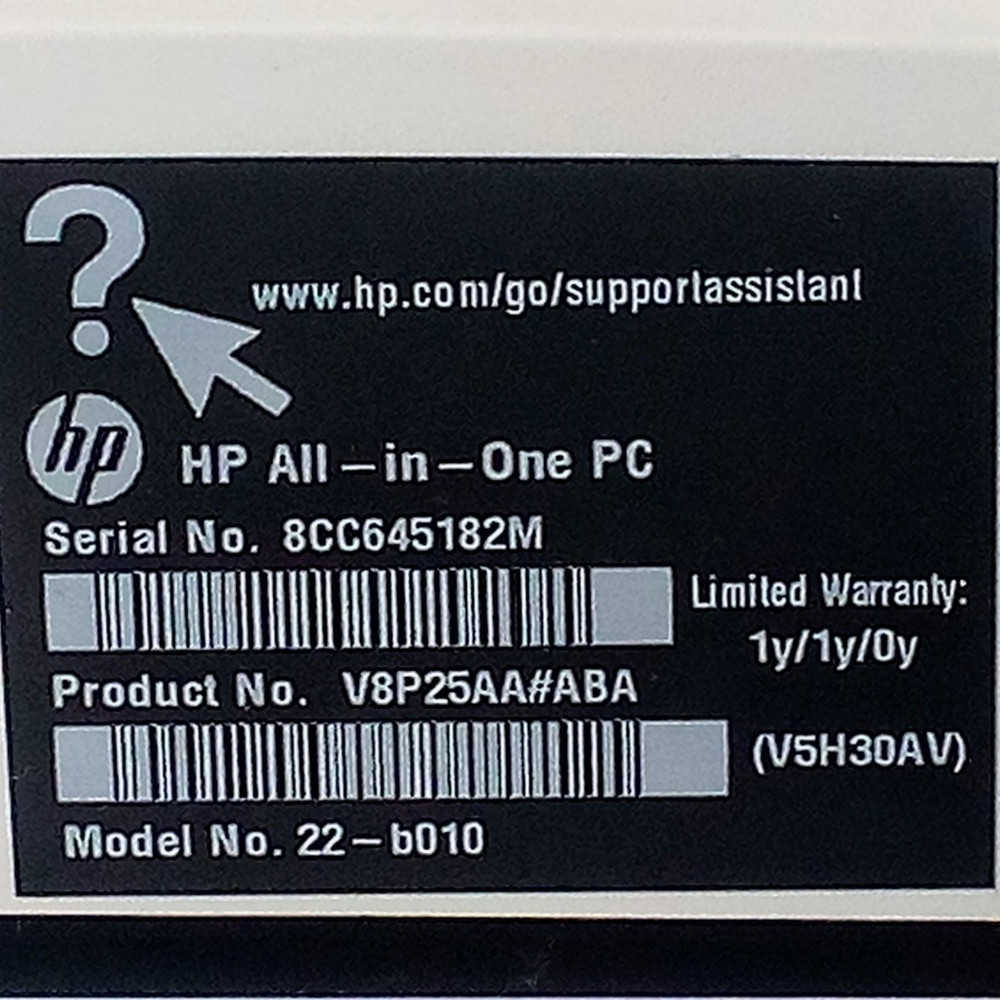 ?
www.hp.com/go/supportassistant
hp
HP All-in-One PC
Serial No. 8CC645182M
Limited Warranty:
1y/1y/0y
Product No. V8P25AA#ABA
(V5H30AV)
Model No. 22-b010